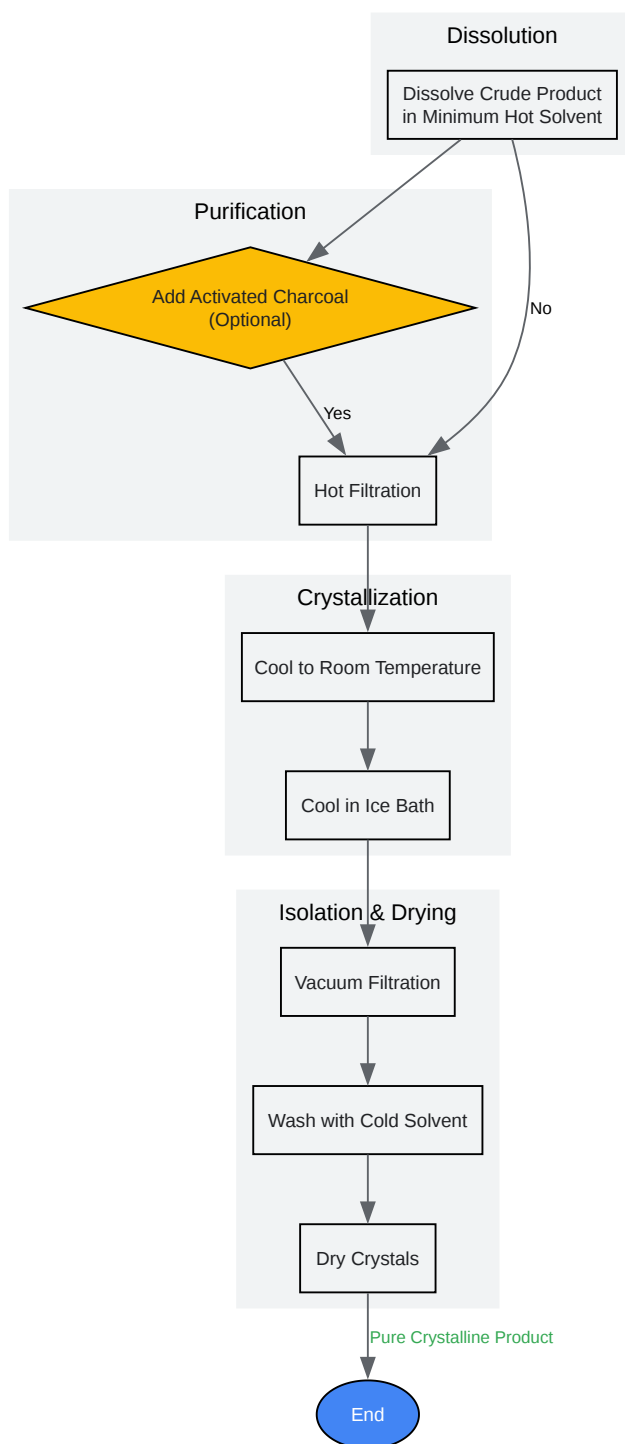 Dissolution
Dissolve Crude Product
in Minimum Hot Solvent
Purification
Add Activated Charcoal
(Optional)
No
Yes
Hot Filtration
Crystallization
Cool to Room Temperature
Cool in Ice Bath
Isolation & Drying
Vacuum Filtration
Wash with Cold Solvent
Dry Crystals
Pure Crystalline Product
End